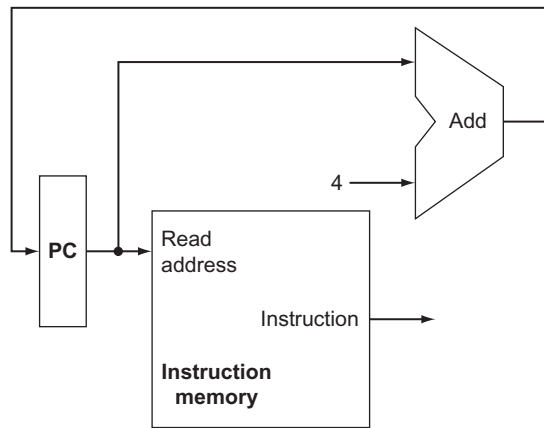 Add
4
PC
Read
address
Instruction
Instruction
memory